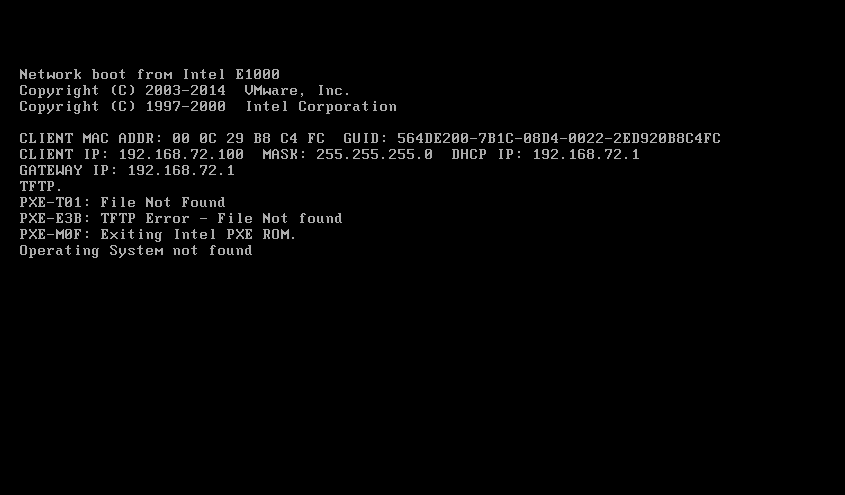 Network boot from Intel E1000
Copyright (C) 2003-2014  VMware, Inc.
Copyright (C) 1997-2000  Intel Corporation
CLIENT MAC ADDR: 00 0C 29 B8 C4 FC  GUID: 564DE200-7B1C-08D4-0022-2ED920B8C4FC
CLIENT IP: 192.168.72.100  MASK: 255.255.255.0  DHCP IP: 192.168.72.1
GATEWAY IP: 192.168.72.1
TFTP.
PXE-T01: File Not Found
PXE-E3B: TFTP Error - File Not found
PXE-M0F: Exiting Intel PXE ROM.
Operating System not found